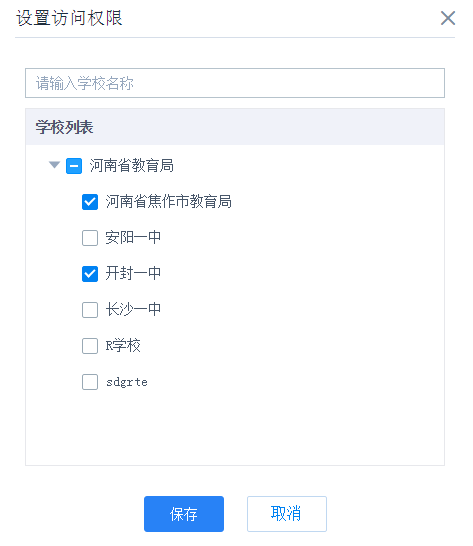 设置访问权限
请输入学校名称
学校列表
河南省教育局
河南省焦作市教育局
安阳一中
开封一中
长沙一中
R学校
sdgrte
保存 取消